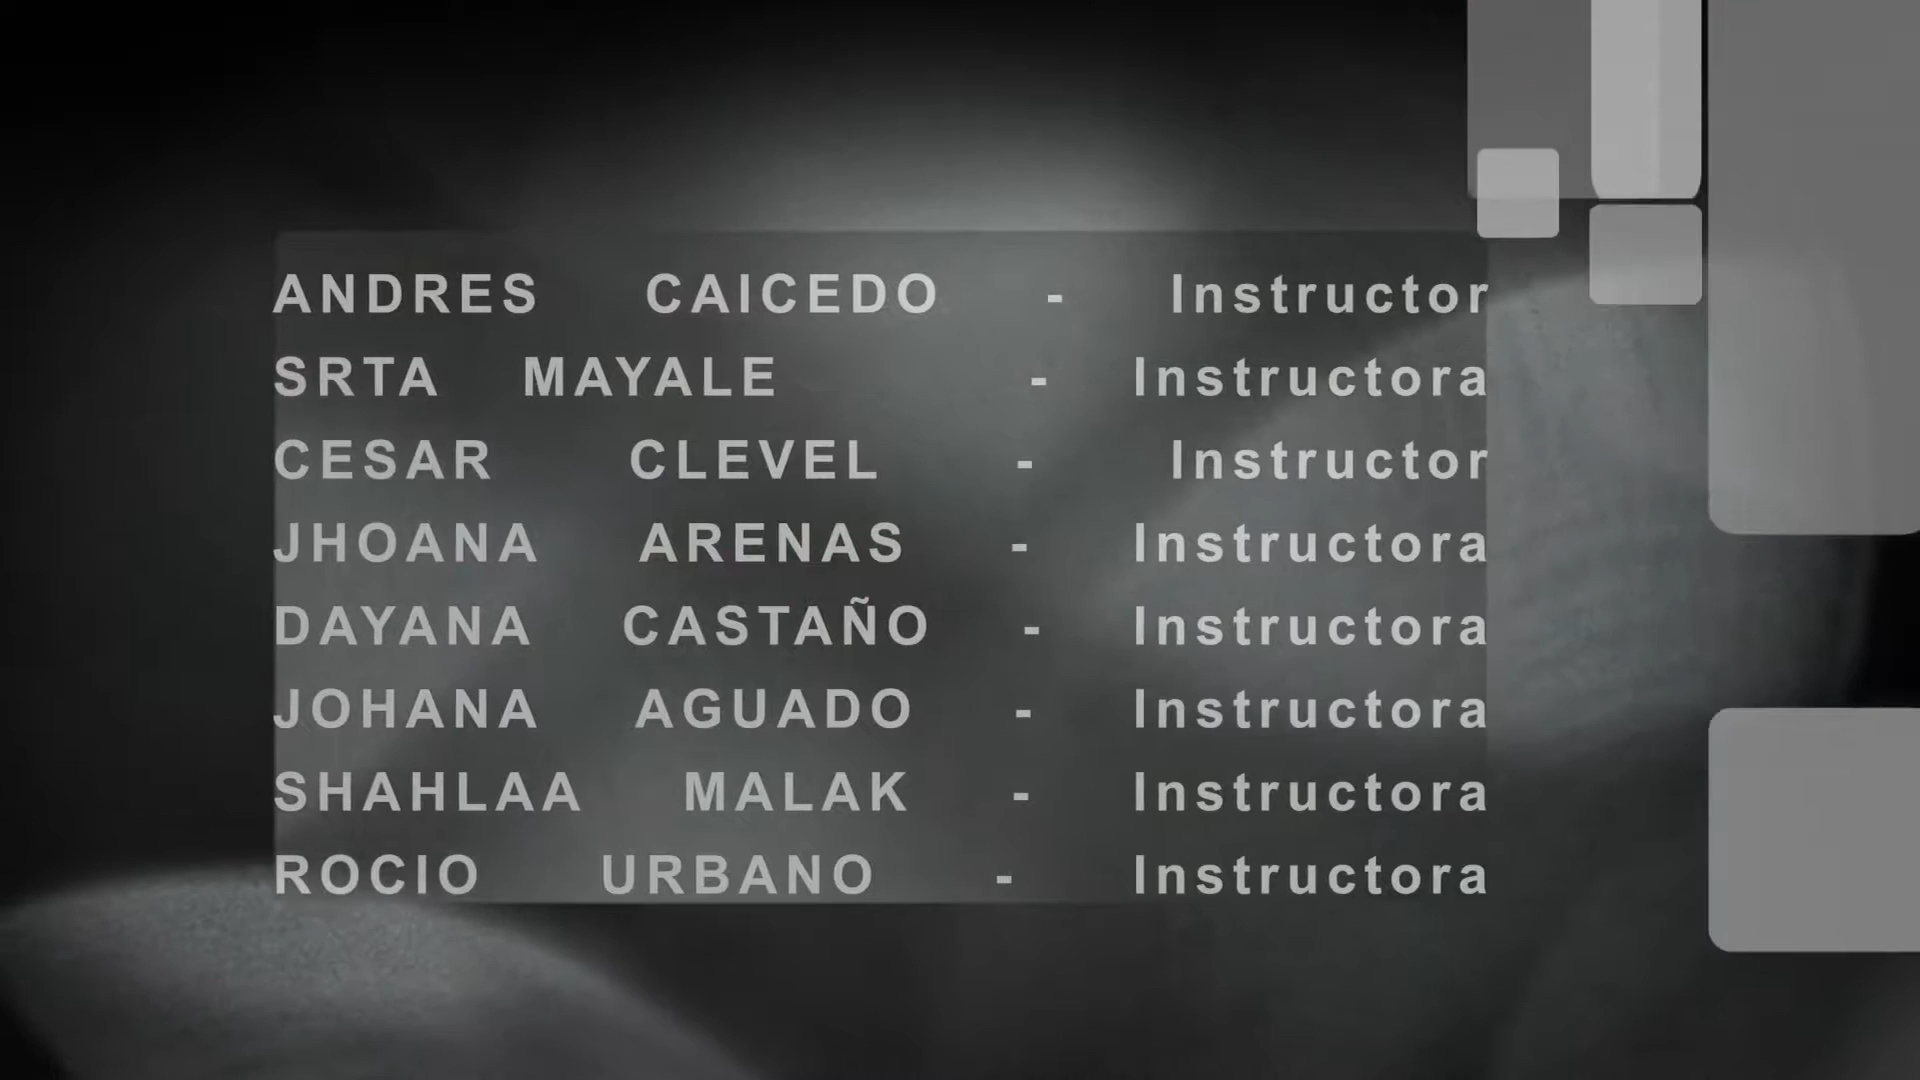 ANDRES CAICEDO - Instructor
SRTA MAYALE - Instructora
CESAR CLEVEL - Instructor
JHOANA ARENAS - Instructora
DAYANA CASTAÑO - Instructora
JOHANA AGUADO - Instructora
SHAHLAA MALAK - Instructora
ROCIO URBANO - Instructora